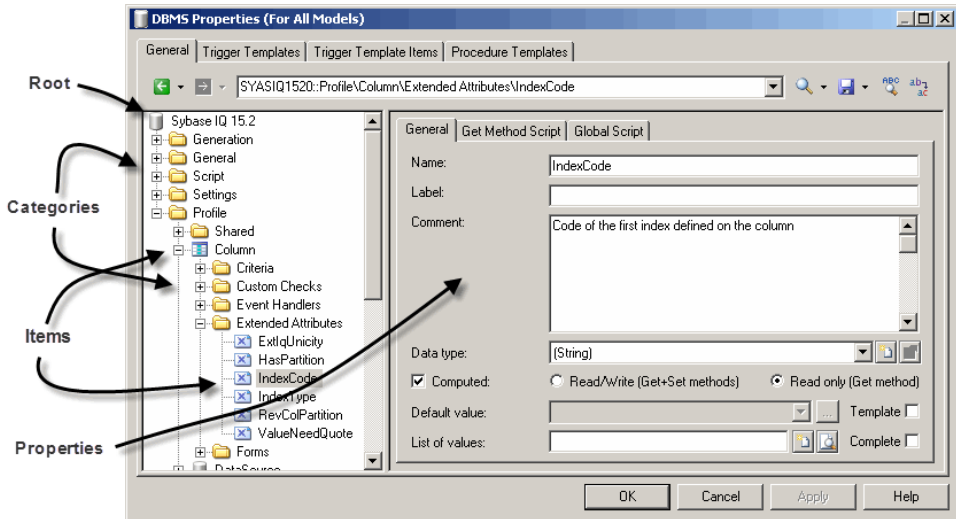 DBMS Properties (For All Models)
General Trigger Templates Trigger Template Items Procedure Templates
SYASIQ1520::Profile\Column\Extended Attributes\IndexCode
ABC
ab
ac
Root
Categories
Items
Properties
Sybase IQ 15.2
Generation
General
Script
Settings
Profile
Shared
Column
Criteria
Custom Checks
Event Handlers
Extended Attributes
ExtIqUnicity
HasPartition
IndexCode
IndexType
RevColPartition
ValueNeedQuote
Forms
DataSource
General Get Method Script Global Script
Name: IndexCode
Label:
Comment: Code of the first index defined on the column
Data type: (String)
Computed: Read/Write (Get+Set methods) Read only (Get method)
Default value: ... Template
List of values: Complete
OK Cancel Apply Help